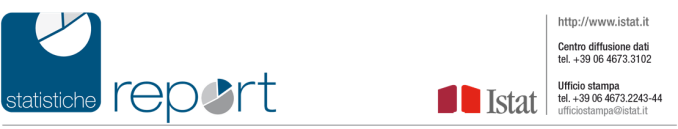 statistiche
report
Istat
http://www.istat.it
Centro diffusione dati
tel. +39 06 4673.3102
Ufficio stampa
tel. +39 06 4673.2243-44
ufficiostampa@istat.it